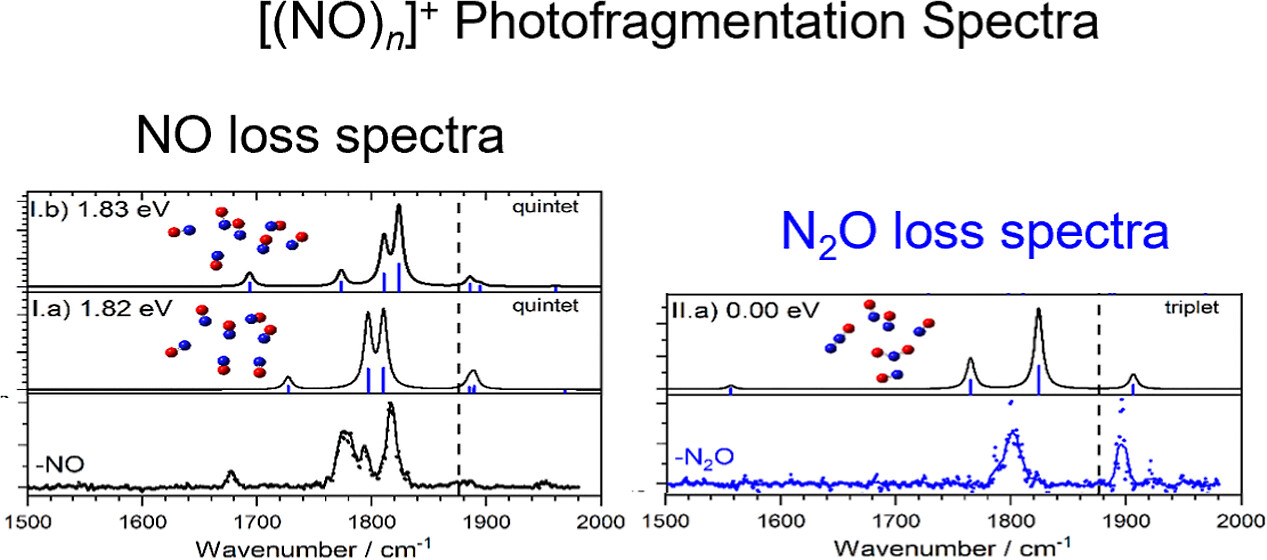 [(NO)n]+ Photofragmentation Spectra
NO loss spectra
N2O loss spectra
I.b) 1.83 eV
quintet
I.a) 1.82 eV
quintet
-NO
1500 1600 1700 1800 1900 2000
Wavenumber / cm-1
II.a) 0.00 eV
triplet
-N2O
1500 1600 1700 1800 1900 2000
Wavenumber / cm-1